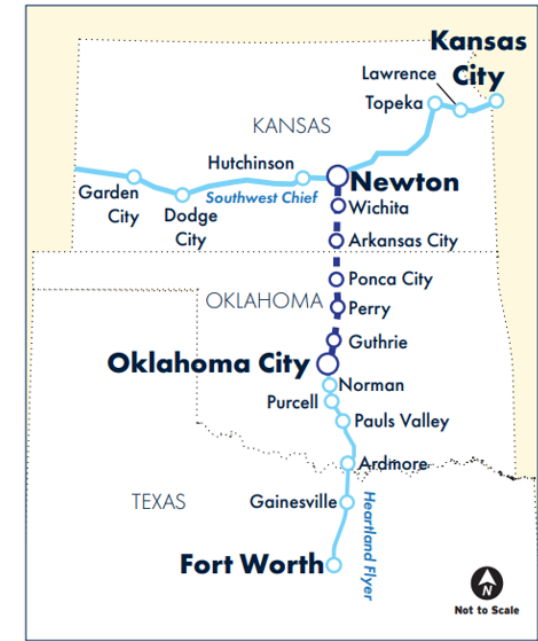 Kansas
City
Lawrence
Topeka
KANSAS
Hutchinson
Newton
Garden
City
Southwest Chief
Dodge
City
Wichita
Arkansas City
Ponca City
OKLAHOMA
Perry
Guthrie
Oklahoma City
Norman
Purcell
Pauls Valley
Ardmore
TEXAS
Gainesville
Heartland Flyer
Fort Worth
N
Not to Scale